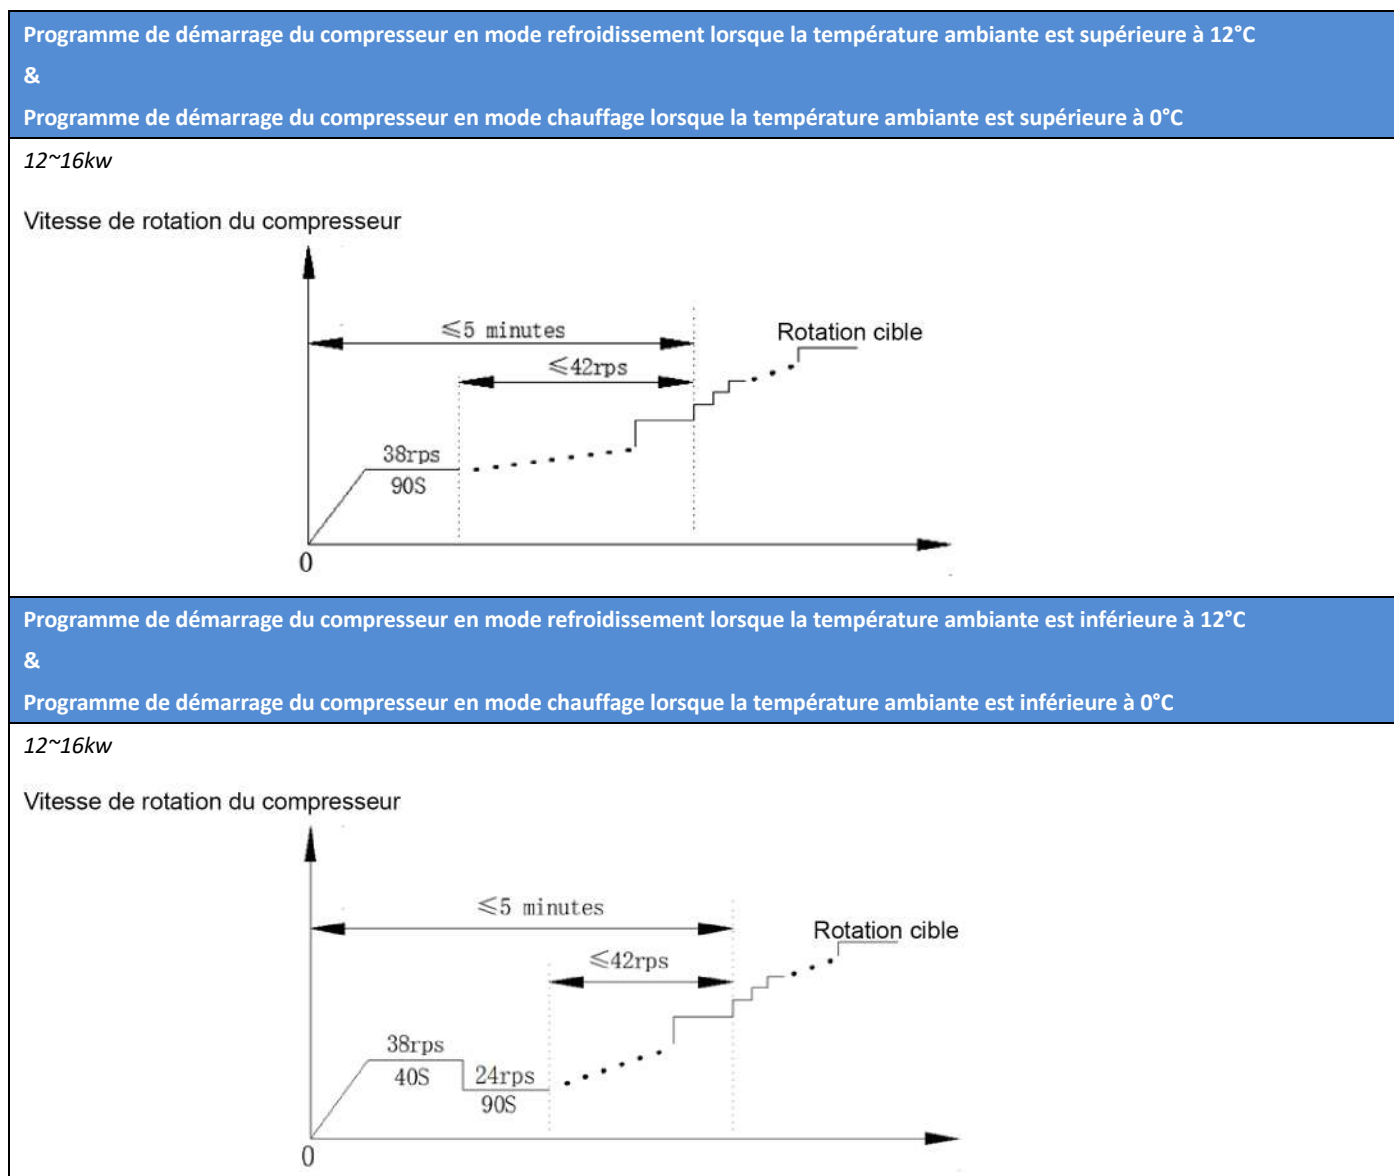 Programme de démarrage du compresseur en mode refroidissement lorsque la température ambiante est supérieure à 12°C
&
Programme de démarrage du compresseur en mode chauffage lorsque la température ambiante est supérieure à 0°C
12~16kw
Vitesse de rotation du compresseur
≤5 minutes
Rotation cible
≤42rps
38rps
90S
0
Programme de démarrage du compresseur en mode refroidissement lorsque la température ambiante est inférieure à 12°C
&
Programme de démarrage du compresseur en mode chauffage lorsque la température ambiante est inférieure à 0°C
12~16kw
Vitesse de rotation du compresseur
≤5 minutes
Rotation cible
≤42rps
38rps
40S
24rps
90S
0